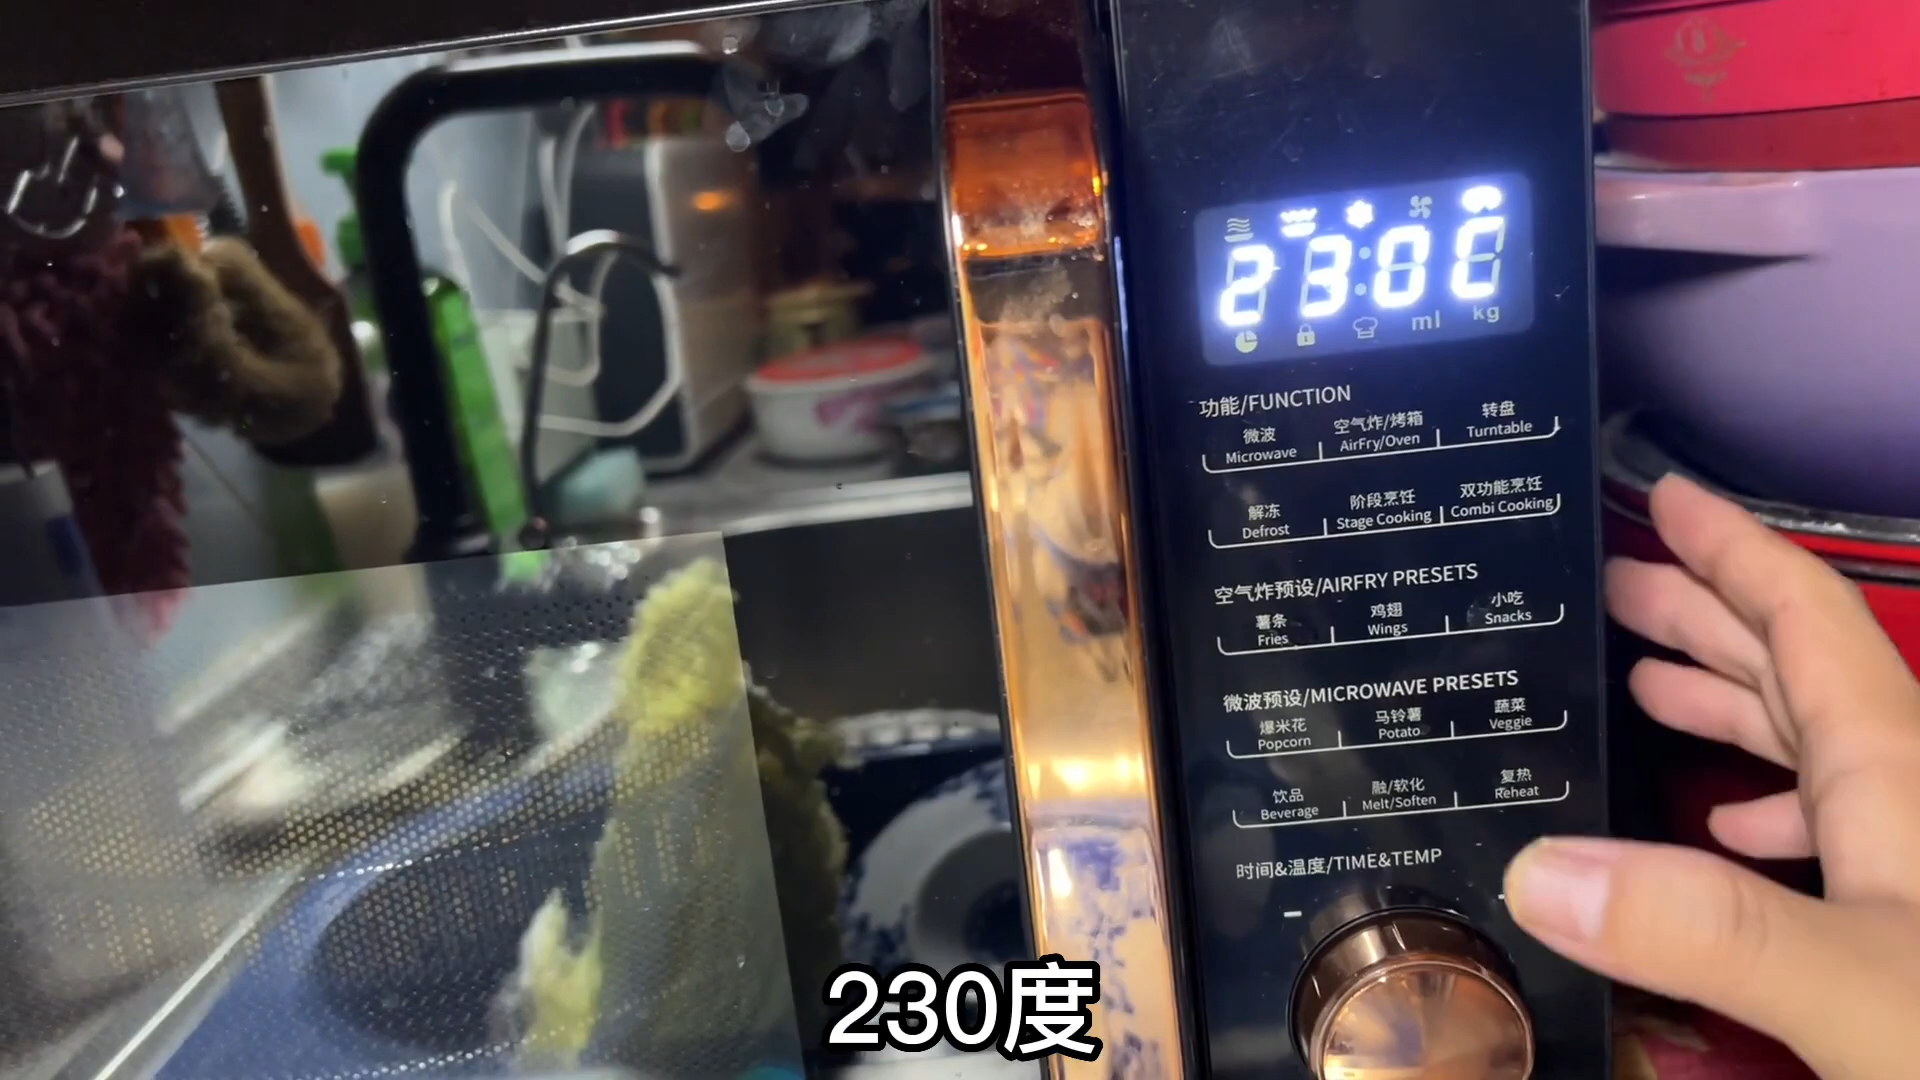 230C
ml kg
功能/FUNCTION
微波 空气炸/烤箱 转盘
Microwave AirFry/Oven Turntable
解冻 阶段烹饪 双功能烹饪
Defrost Stage Cooking Combi Cooking
空气炸预设/AIRFRY PRESETS
薯条 鸡翅 小吃
Fries Wings Snacks
微波预设/MICROWAVE PRESETS
爆米花 马铃薯 蔬菜
Popcorn Potato Veggie
饮品 融/软化 复热
Beverage Melt/Soften Reheat
时间&温度/TIME&TEMP
230度